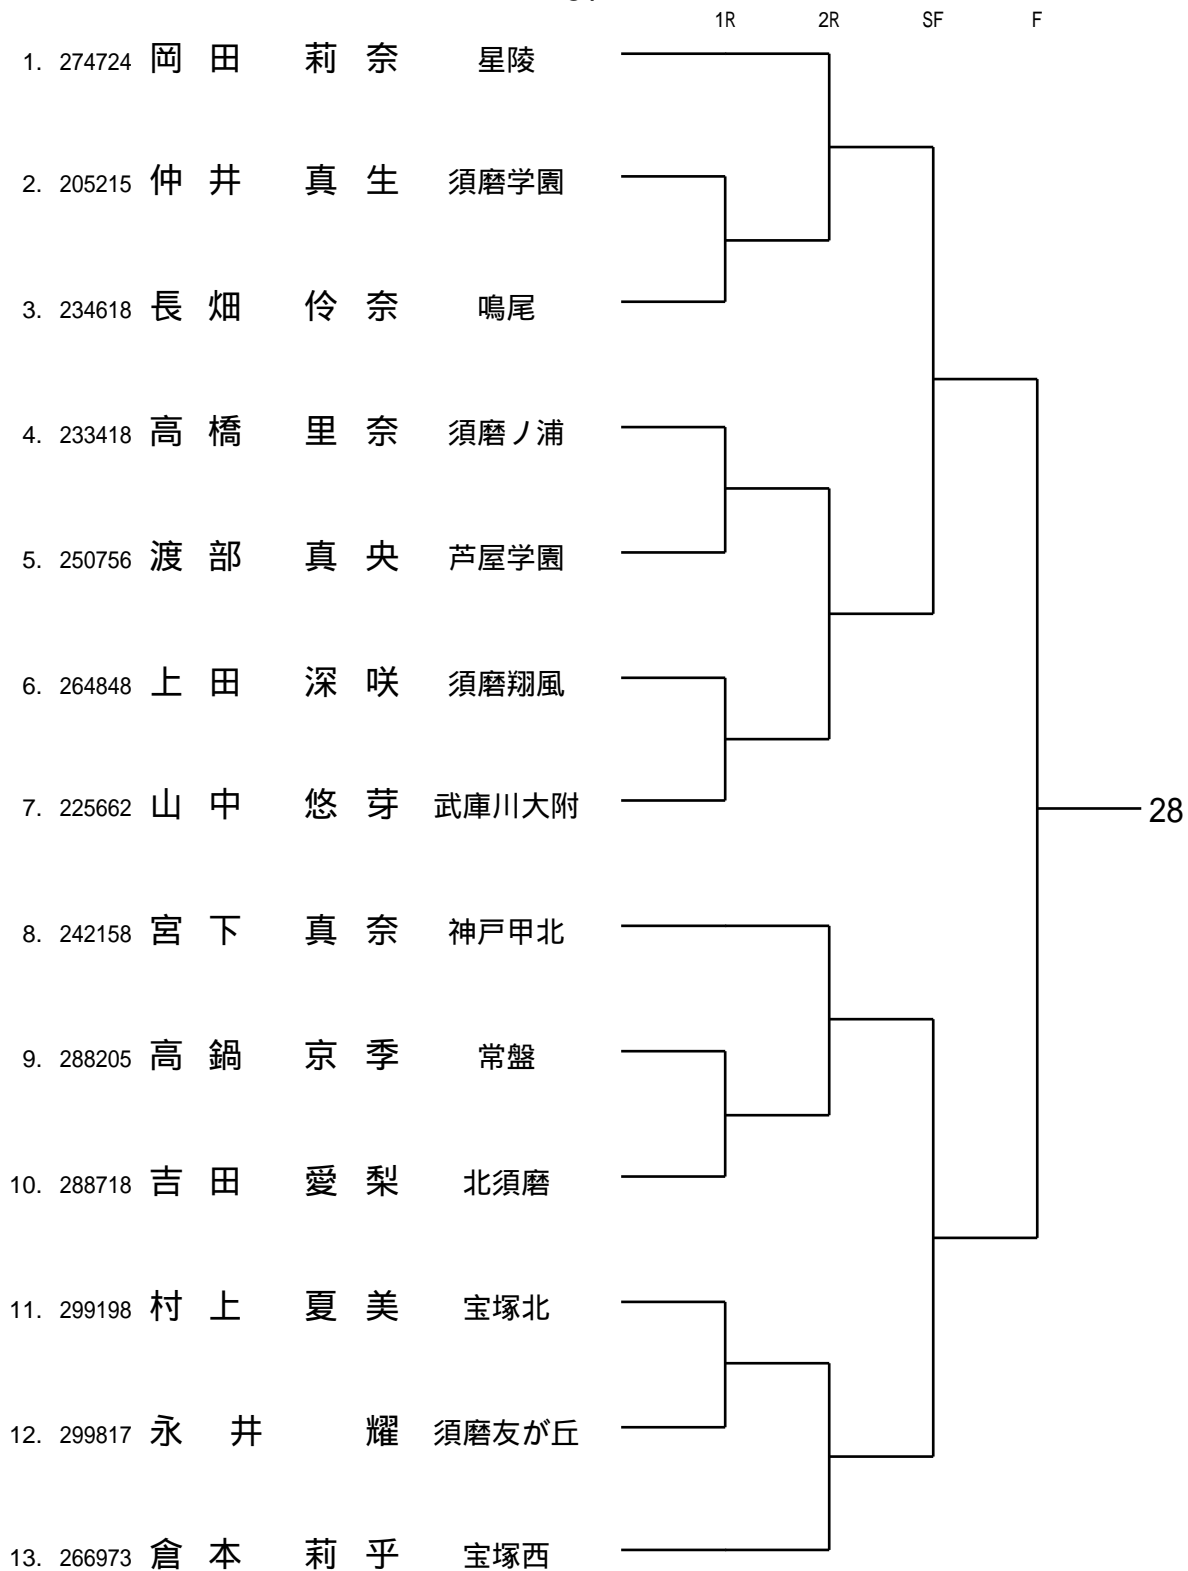 1R 2R SF F
1. 274724 岡田 莉奈 星陵
2. 205215 仲井 真生 須磨学園
3. 234618 長畑 伶奈 鳴尾
4. 233418 高橋 里奈 須磨ノ浦
5. 250756 渡部 真央 芦屋学園
6. 264848 上田 深咲 須磨翔風
7. 225662 山中 悠芽 武庫川大附
28
8. 242158 宮下 真奈 神戸甲北
9. 288205 高鍋 京季 常盤
10. 288718 吉田 愛梨 北須磨
11. 299198 村上 夏美 宝塚北
12. 299817 永井 耀 須磨友が丘
13. 266973 倉本 莉乎 宝塚西